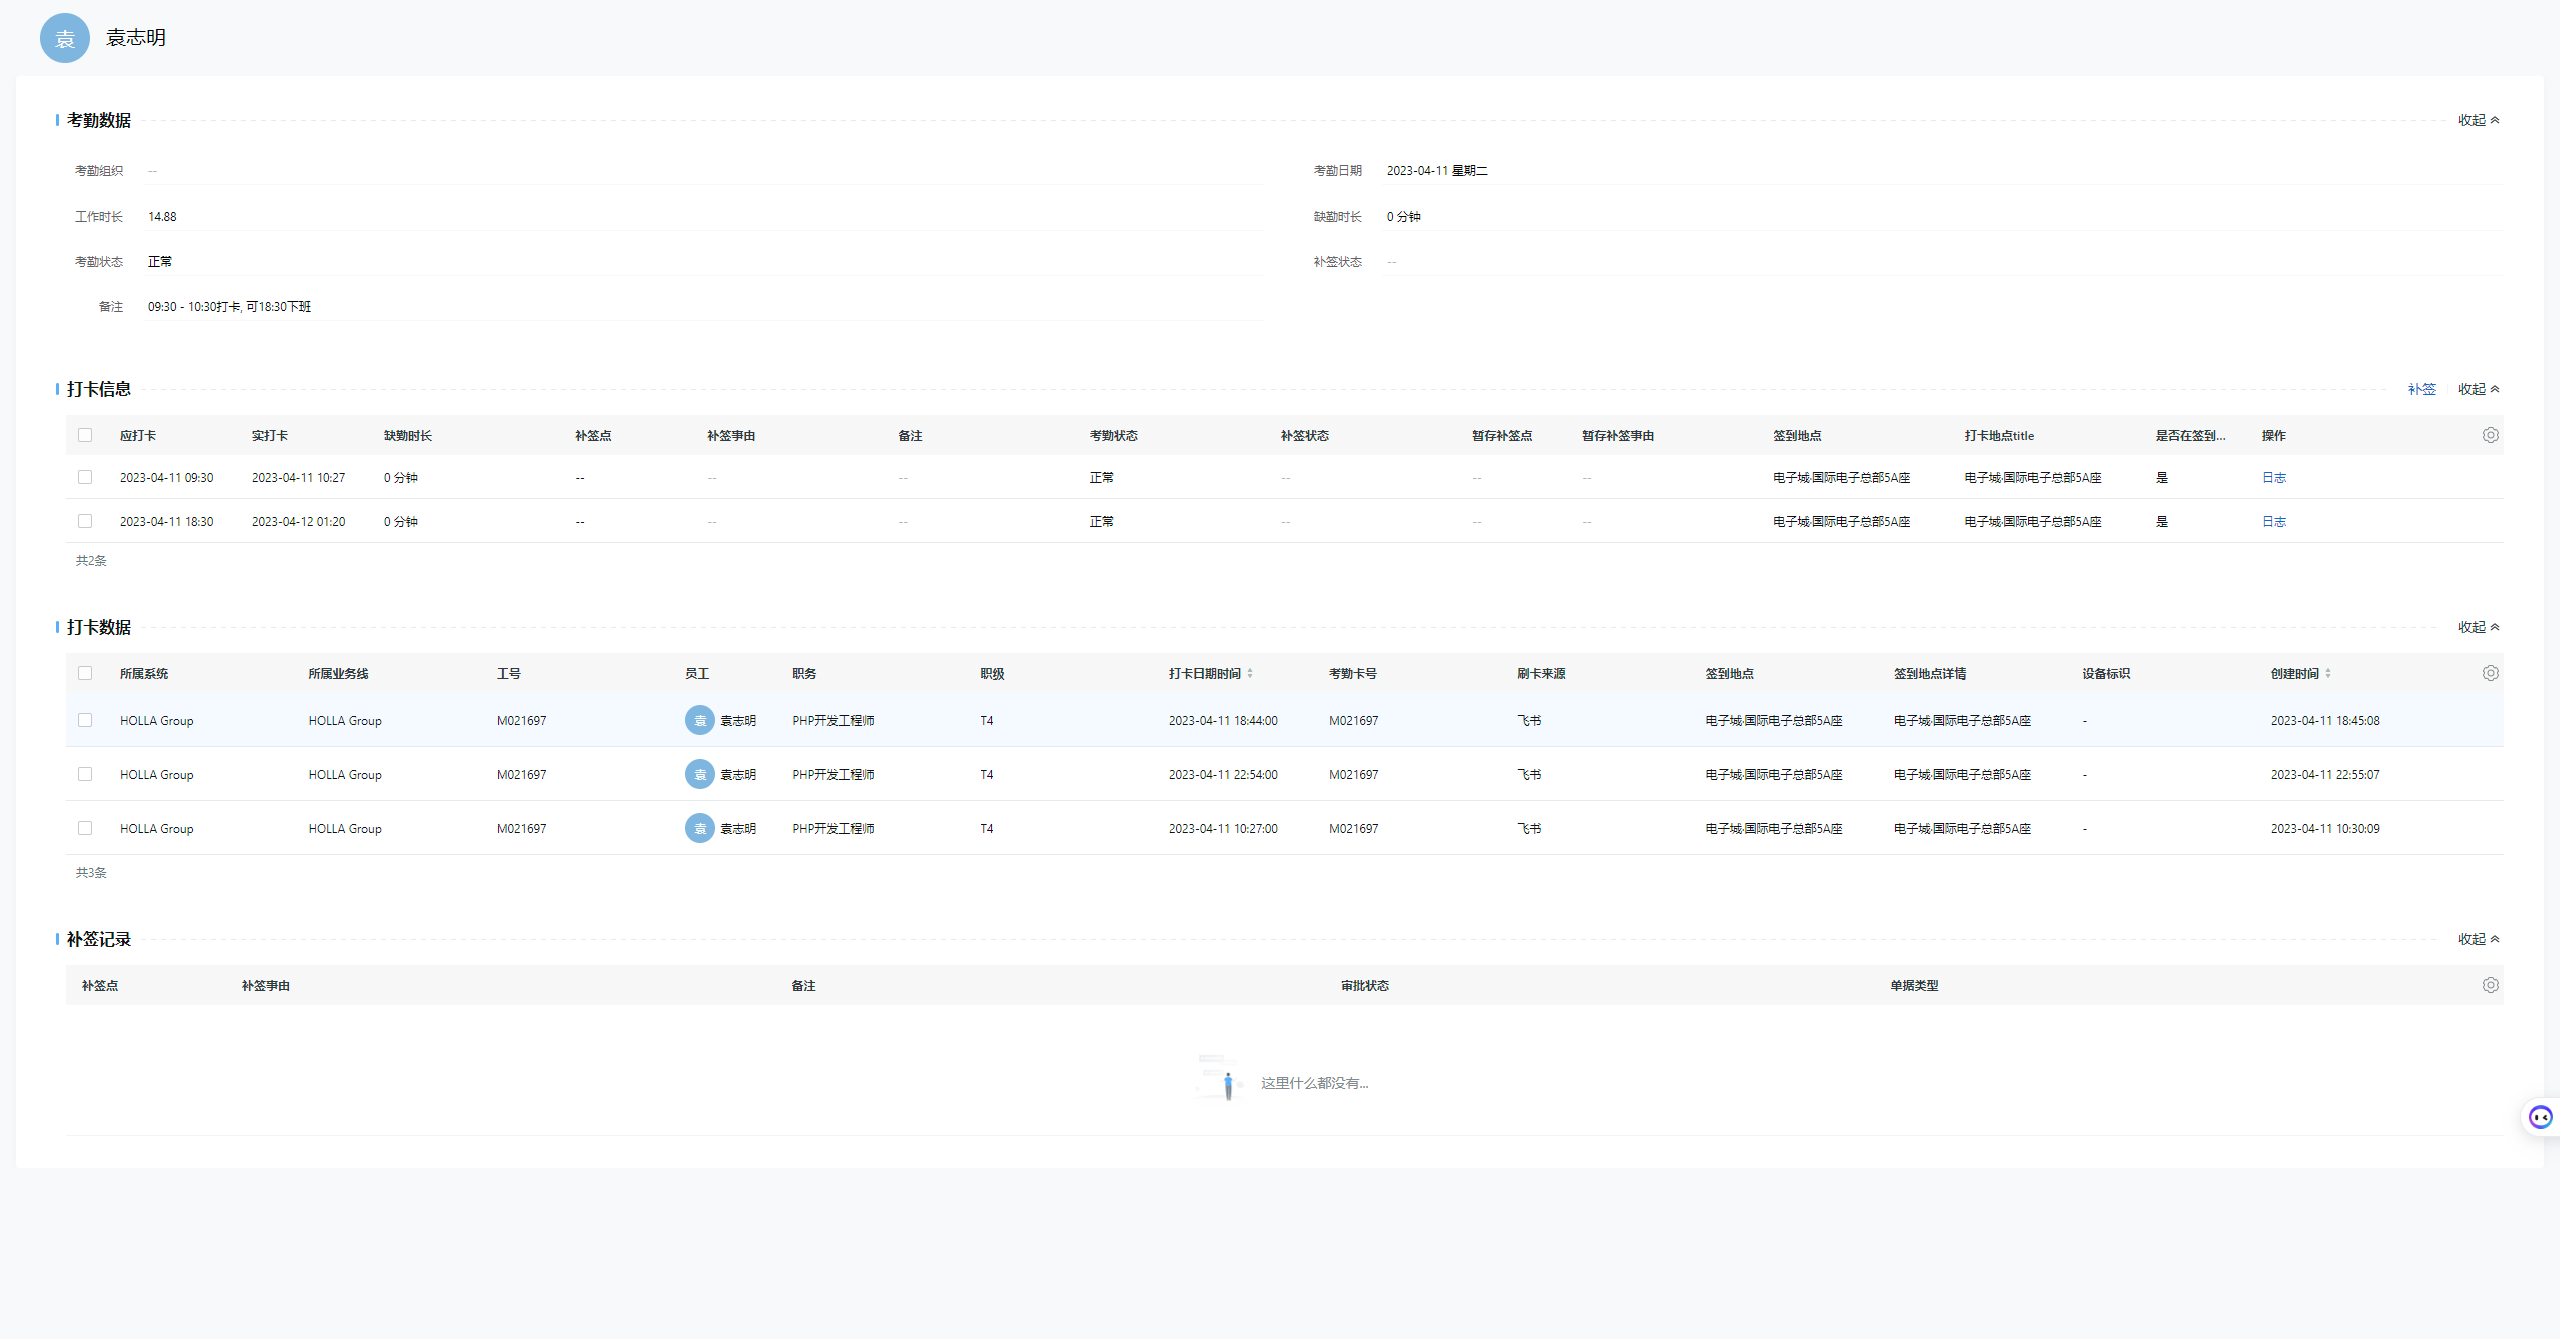 袁 袁志明
考勤数据 收起
考勤组织 -- 考勤日期 2023-04-11 星期二
工作时长 14.88 缺勤时长 0 分钟
考勤状态 正常 补签状态 --
备注 09:30 - 10:30打卡, 可18:30下班
打卡信息 补签 收起
应打卡 实打卡 缺勤时长 补签点 补签事由 备注 考勤状态 补签状态 暂存补签点 暂存补签事由 签到地点 打卡地点title 是否在签到... 操作
2023-04-11 09:30 2023-04-11 10:27 0 分钟 -- -- -- 正常 -- -- -- 电子城·国际电子总部5A座 电子城·国际电子总部5A座 是 日志
2023-04-11 18:30 2023-04-12 01:20 0 分钟 -- -- -- 正常 -- -- -- 电子城·国际电子总部5A座 电子城·国际电子总部5A座 是 日志
共2条
打卡数据 收起
所属系统 所属业务线 工号 员工 职务 职级 打卡日期时间 考勤卡号 刷卡来源 签到地点 签到地点详情 设备标识 创建时间
HOLLA Group HOLLA Group M021697 袁 袁志明 PHP开发工程师 T4 2023-04-11 18:44:00 M021697 飞书 电子城·国际电子总部5A座 电子城·国际电子总部5A座 - 2023-04-11 18:45:08
HOLLA Group HOLLA Group M021697 袁 袁志明 PHP开发工程师 T4 2023-04-11 22:54:00 M021697 飞书 电子城·国际电子总部5A座 电子城·国际电子总部5A座 - 2023-04-11 22:55:07
HOLLA Group HOLLA Group M021697 袁 袁志明 PHP开发工程师 T4 2023-04-11 10:27:00 M021697 飞书 电子城·国际电子总部5A座 电子城·国际电子总部5A座 - 2023-04-11 10:30:09
共3条
补签记录 收起
补签点 补签事由 备注 审批状态 单据类型
这里什么都没有...